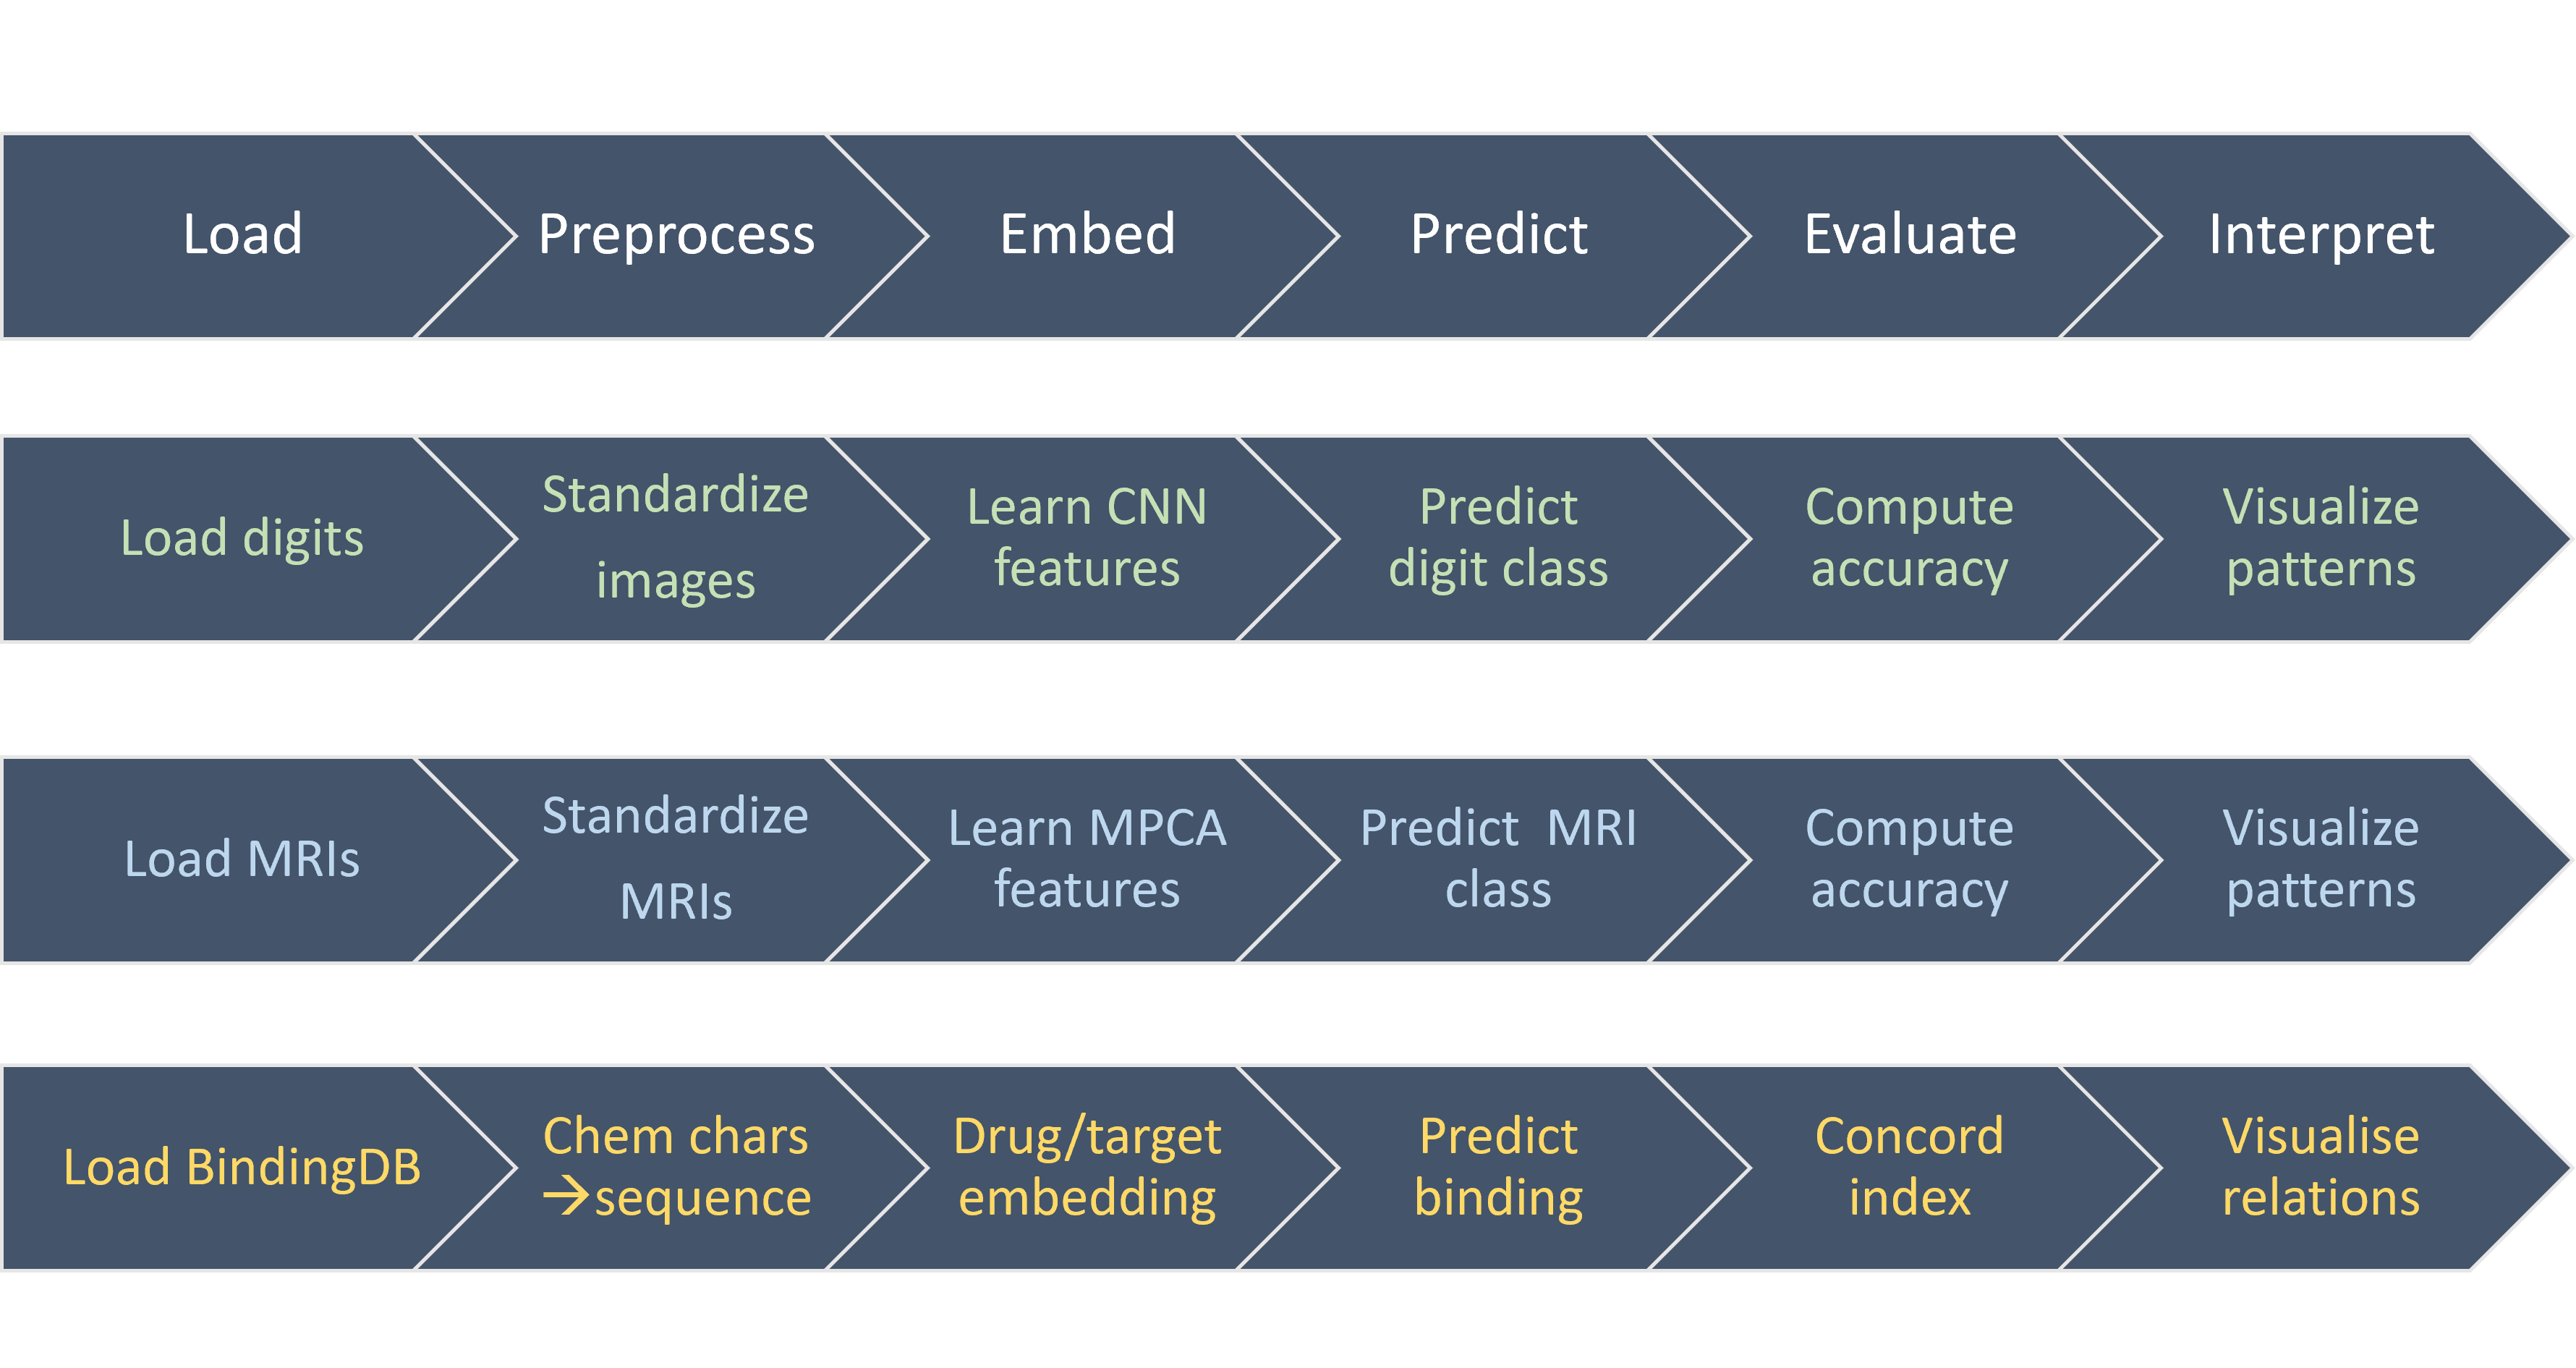 Load
Preprocess
Embed
Predict
Evaluate
Interpret
Load digits
Standardize
images
Learn CNN
features
Predict
digit class
Compute
accuracy
Visualize
patterns
Load MRIs
Standardize
MRIs
Learn MPCA
features
Predict  MRI
class
Compute
accuracy
Visualize
patterns
Load BindingDB
Chem chars
→sequence
Drug/target
embedding
Predict
binding
Concord
index
Visualise
relations